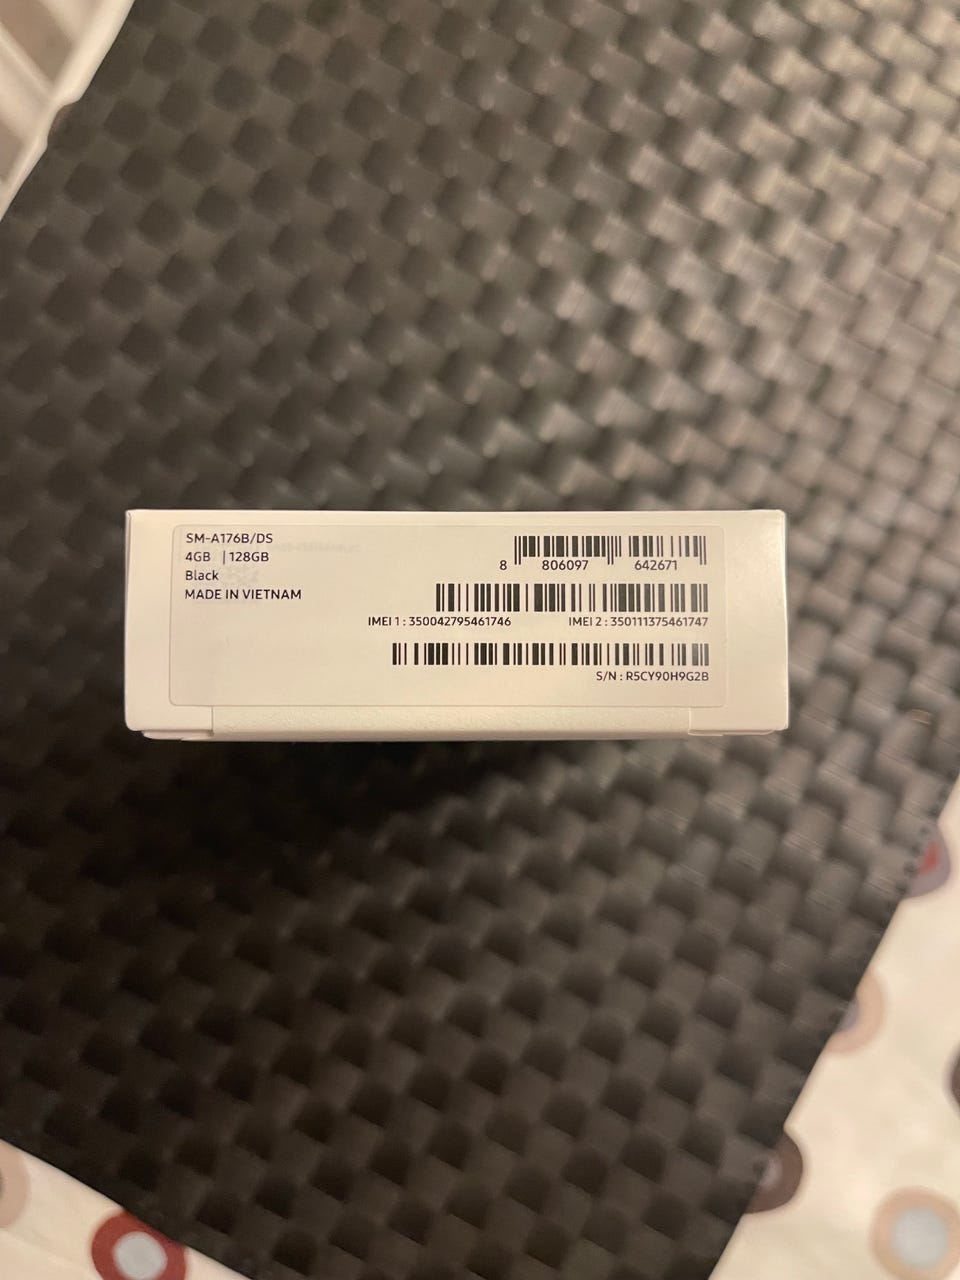 SM-A176B/DS
4GB | 128GB
Black
MADE IN VIETNAM
8 806097 642671
IMEI 1 : 350042795461746 IMEI 2 : 350111375461747
S/N : R5CY90H9G2B